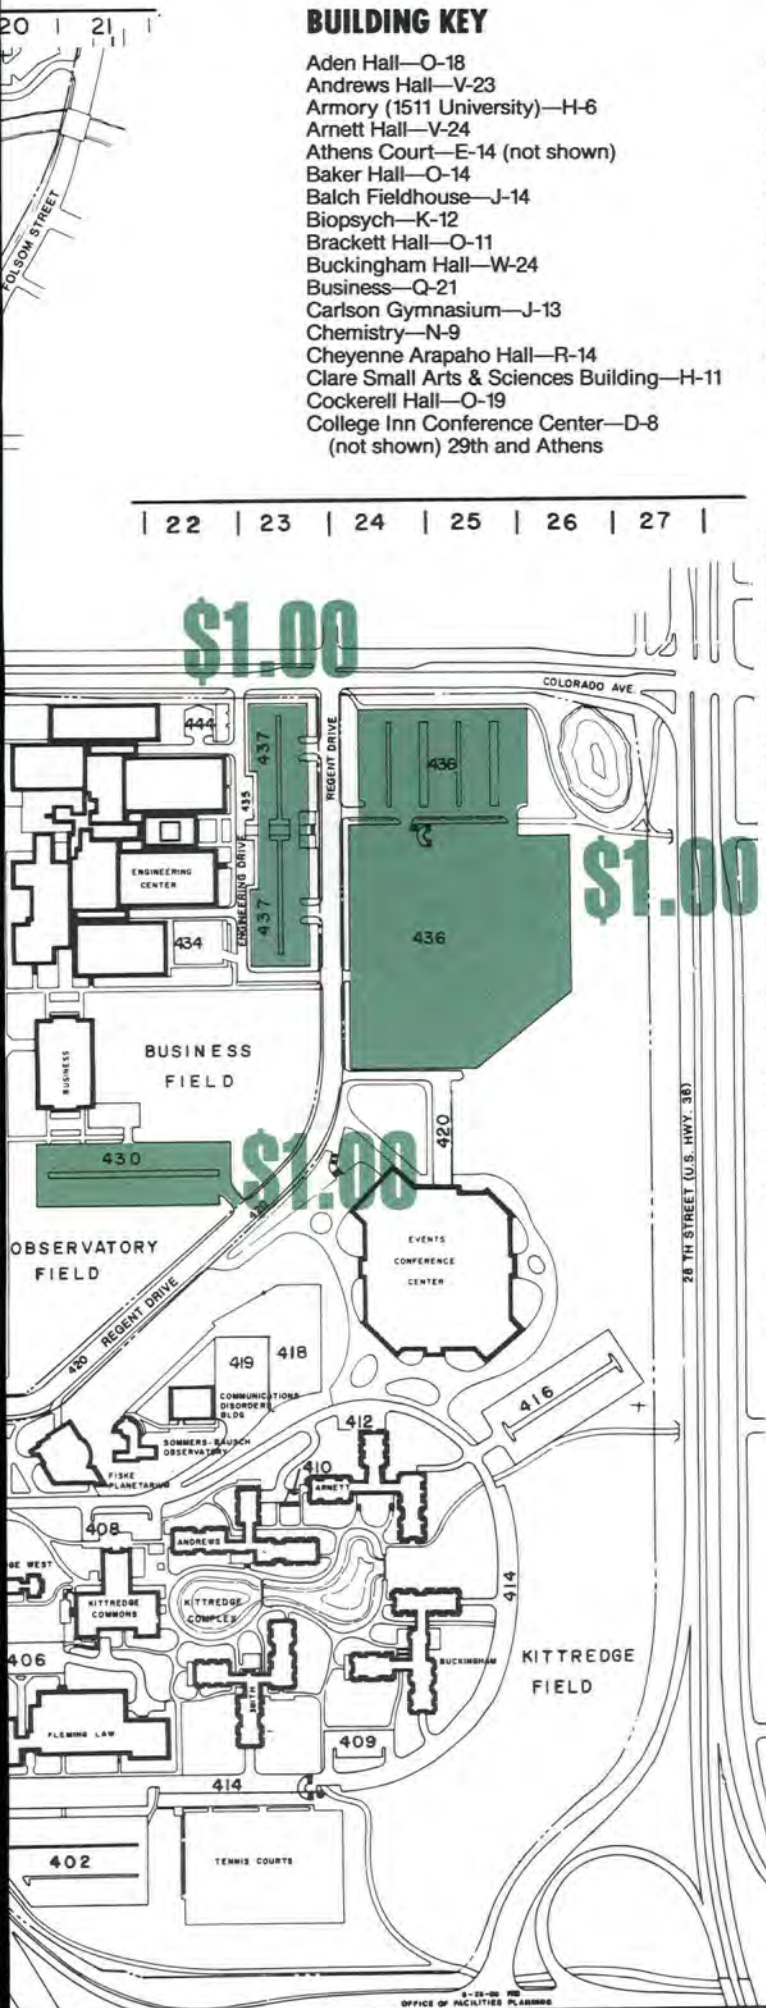 20 | 21 |
BUILDING KEY
Aden Hall—O-18
Andrews Hall—V-23
Armory (1511 University)—H-6
Arnett Hall—V-24
Athens Court—E-14 (not shown)
Baker Hall—O-14
Balch Fieldhouse—J-14
Biopsych—K-12
Brackett Hall—O-11
Buckingham Hall—W-24
Business—Q-21
Carlson Gymnasium—J-13
Chemistry—N-9
Cheyenne Arapaho Hall—R-14
Clare Small Arts & Sciences Building—H-11
Cockerell Hall—O-19
College Inn Conference Center—D-8
(not shown) 29th and Athens
FOLSOM STREET
| 22 | 23 | 24 | 25 | 26 | 27 |
$1.00
COLORADO AVE.
444
437
REGENT DRIVE
436
435
ENGINEERING DRIVE
$1.00
ENGINEERING
CENTER
437
434
436
BUSINESS
FIELD
BUSINESS
28 TH STREET (U.S. HWY. 36)
420
430
$1.00
420
OBSERVATORY
FIELD
EVENTS
CONFERENCE
CENTER
REGENT DRIVE
420
419
418
COMMUNICATIONS
DISORDERS
BLDG
416
412
SOMMERS-BAUSCH
OBSERVATORY
FISKE
PLANETARIUM
410
ARNETT
408
ANDREWS
GE WEST
KITTREDGE
COMMONS
KITTREDGE
COMPLEX
414
406
BUCKINGHAM
KITTREDGE
FIELD
SMITH
FLEMING LAW
409
414
402
TENNIS COURTS
OFFICE OF FACILITIES PLANNING